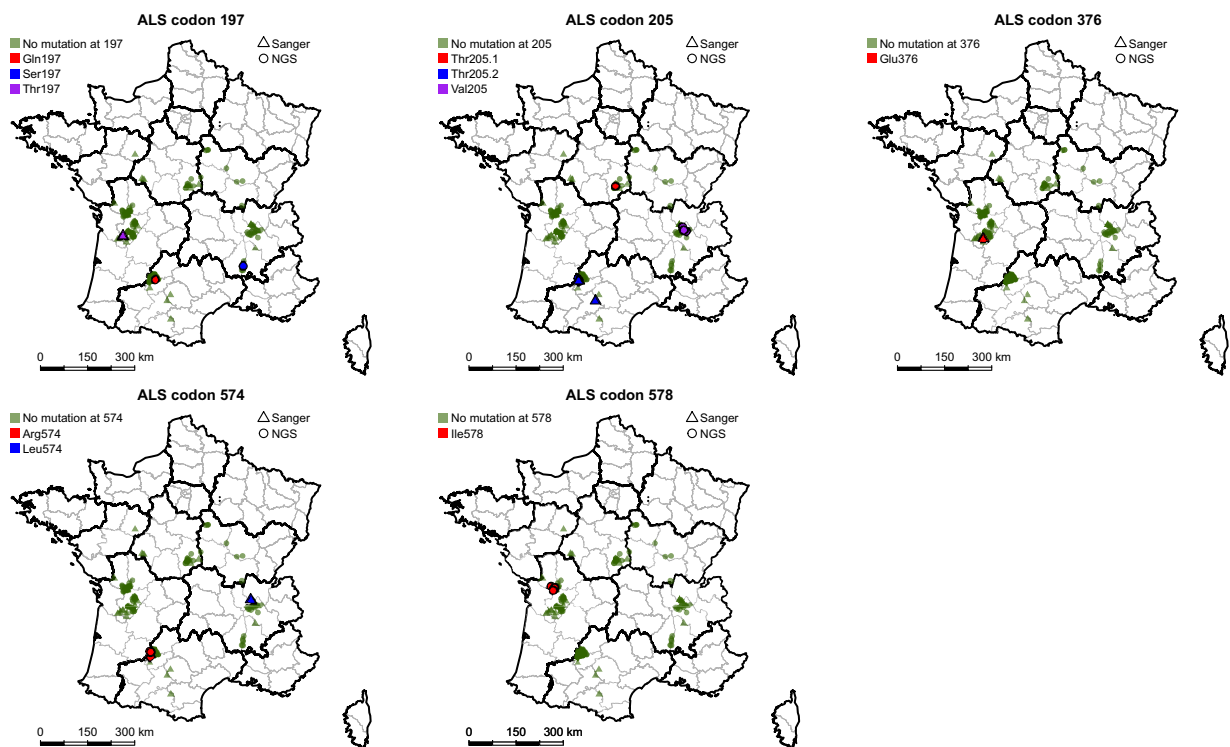 ALS codon 197
No mutation at 197
Gln197
Ser197
Thr197
Sanger
NGS
0 150 300 km
ALS codon 205
No mutation at 205
Thr205.1
Thr205.2
Val205
Sanger
NGS
0 150 300 km
ALS codon 376
No mutation at 376
Glu376
Sanger
NGS
0 150 300 km
ALS codon 574
No mutation at 574
Arg574
Leu574
Sanger
NGS
0 150 300 km
ALS codon 578
No mutation at 578
Ile578
Sanger
NGS
0 150 300 km